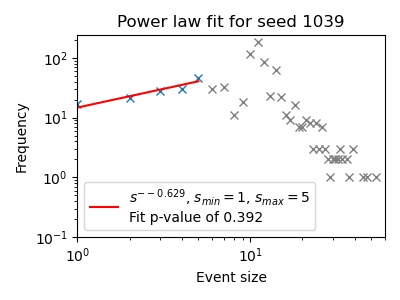 Power law fit for seed 1039
Frequency
10²
10¹
10⁰
10⁻¹
s^{--0.629}, s_{min} = 1, s_{max} = 5
Fit p-value of 0.392
10⁰
10¹
Event size